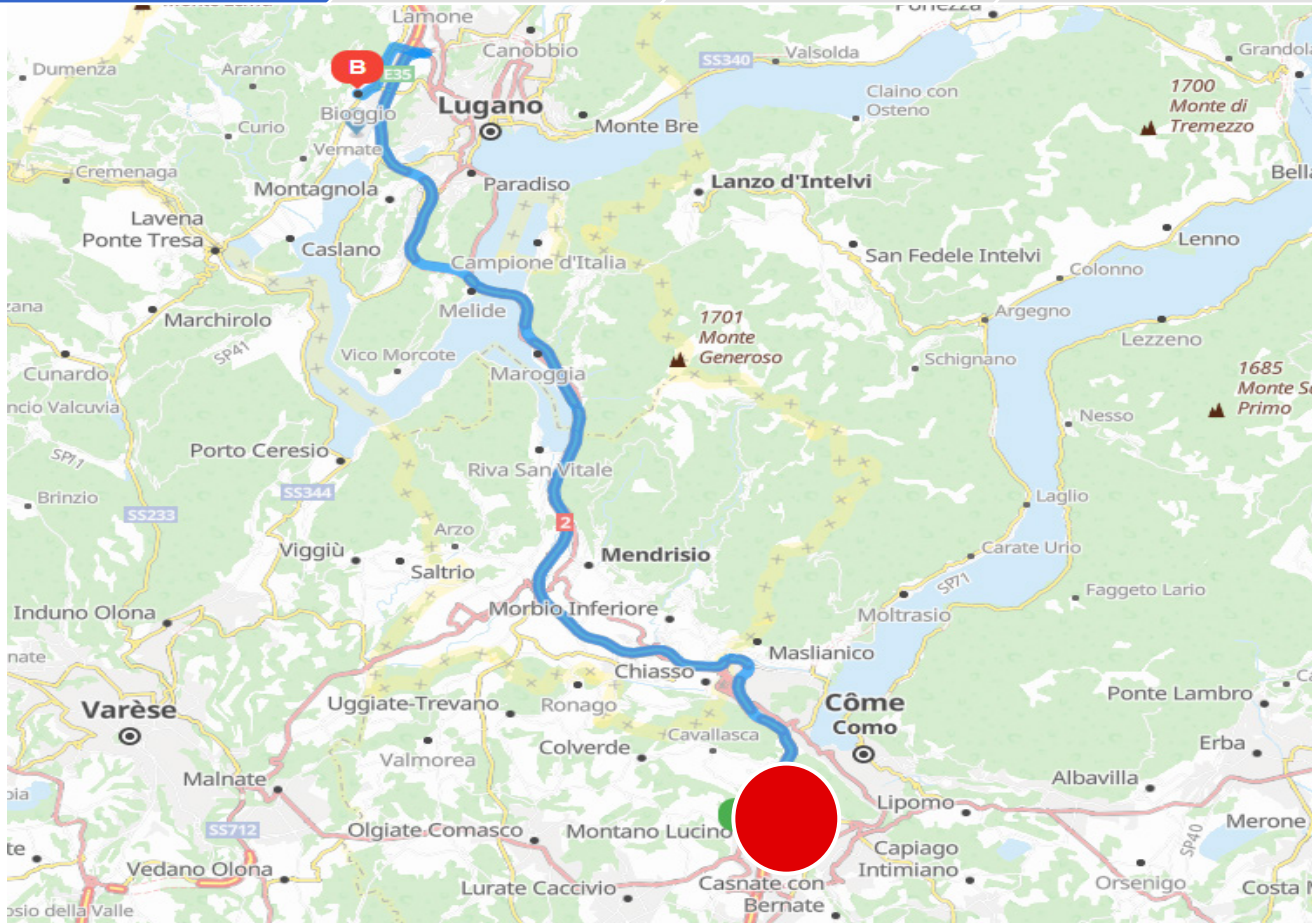 Lamone
Canobbio
SS340
Valsolda
Dumenza
Aranno
B
E35
Claino con
Osteno
1700
Monte di
Tremezzo
Lugano
Bioggio
Curio
Monte Bre
Vernate
Cremenaga
Montagnola
Paradiso
Lanzo d'Intelvi
Lavena
Ponte Tresa
Caslano
Lenno
San Fedele Intelvi
Campione d'Italia
Colonno
Melide
Argegno
Marchirolo
1701
Monte
Generoso
Lezzeno
SP41
Vico Morcote
Schignano
Cunardo
Maroggia
1685
Primo
Nesso
Porto Ceresio
SP11
Riva San Vitale
SS344
Brinzio
SS233
Laglio
2
Arzo
Viggiù
Mendrisio
Carate Urio
Saltrio
SP71
Faggeto Lario
Induno Olona
Morbio Inferiore
Moltrasio
Maslianico
Chiasso
Ponte Lambro
Varèse
Uggiate-Trevano
Ronago
Côme
Como
Cavallasca
Colverde
Erba
Valmorea
Malnate
Albavilla
Lipomo
SS712
Olgiate Comasco
Montano Lucino
Merone
SP40
Capiago
Intimiano
Vedano Olona
Lurate Caccivio
Casnate con
Bernate
Orsenigo